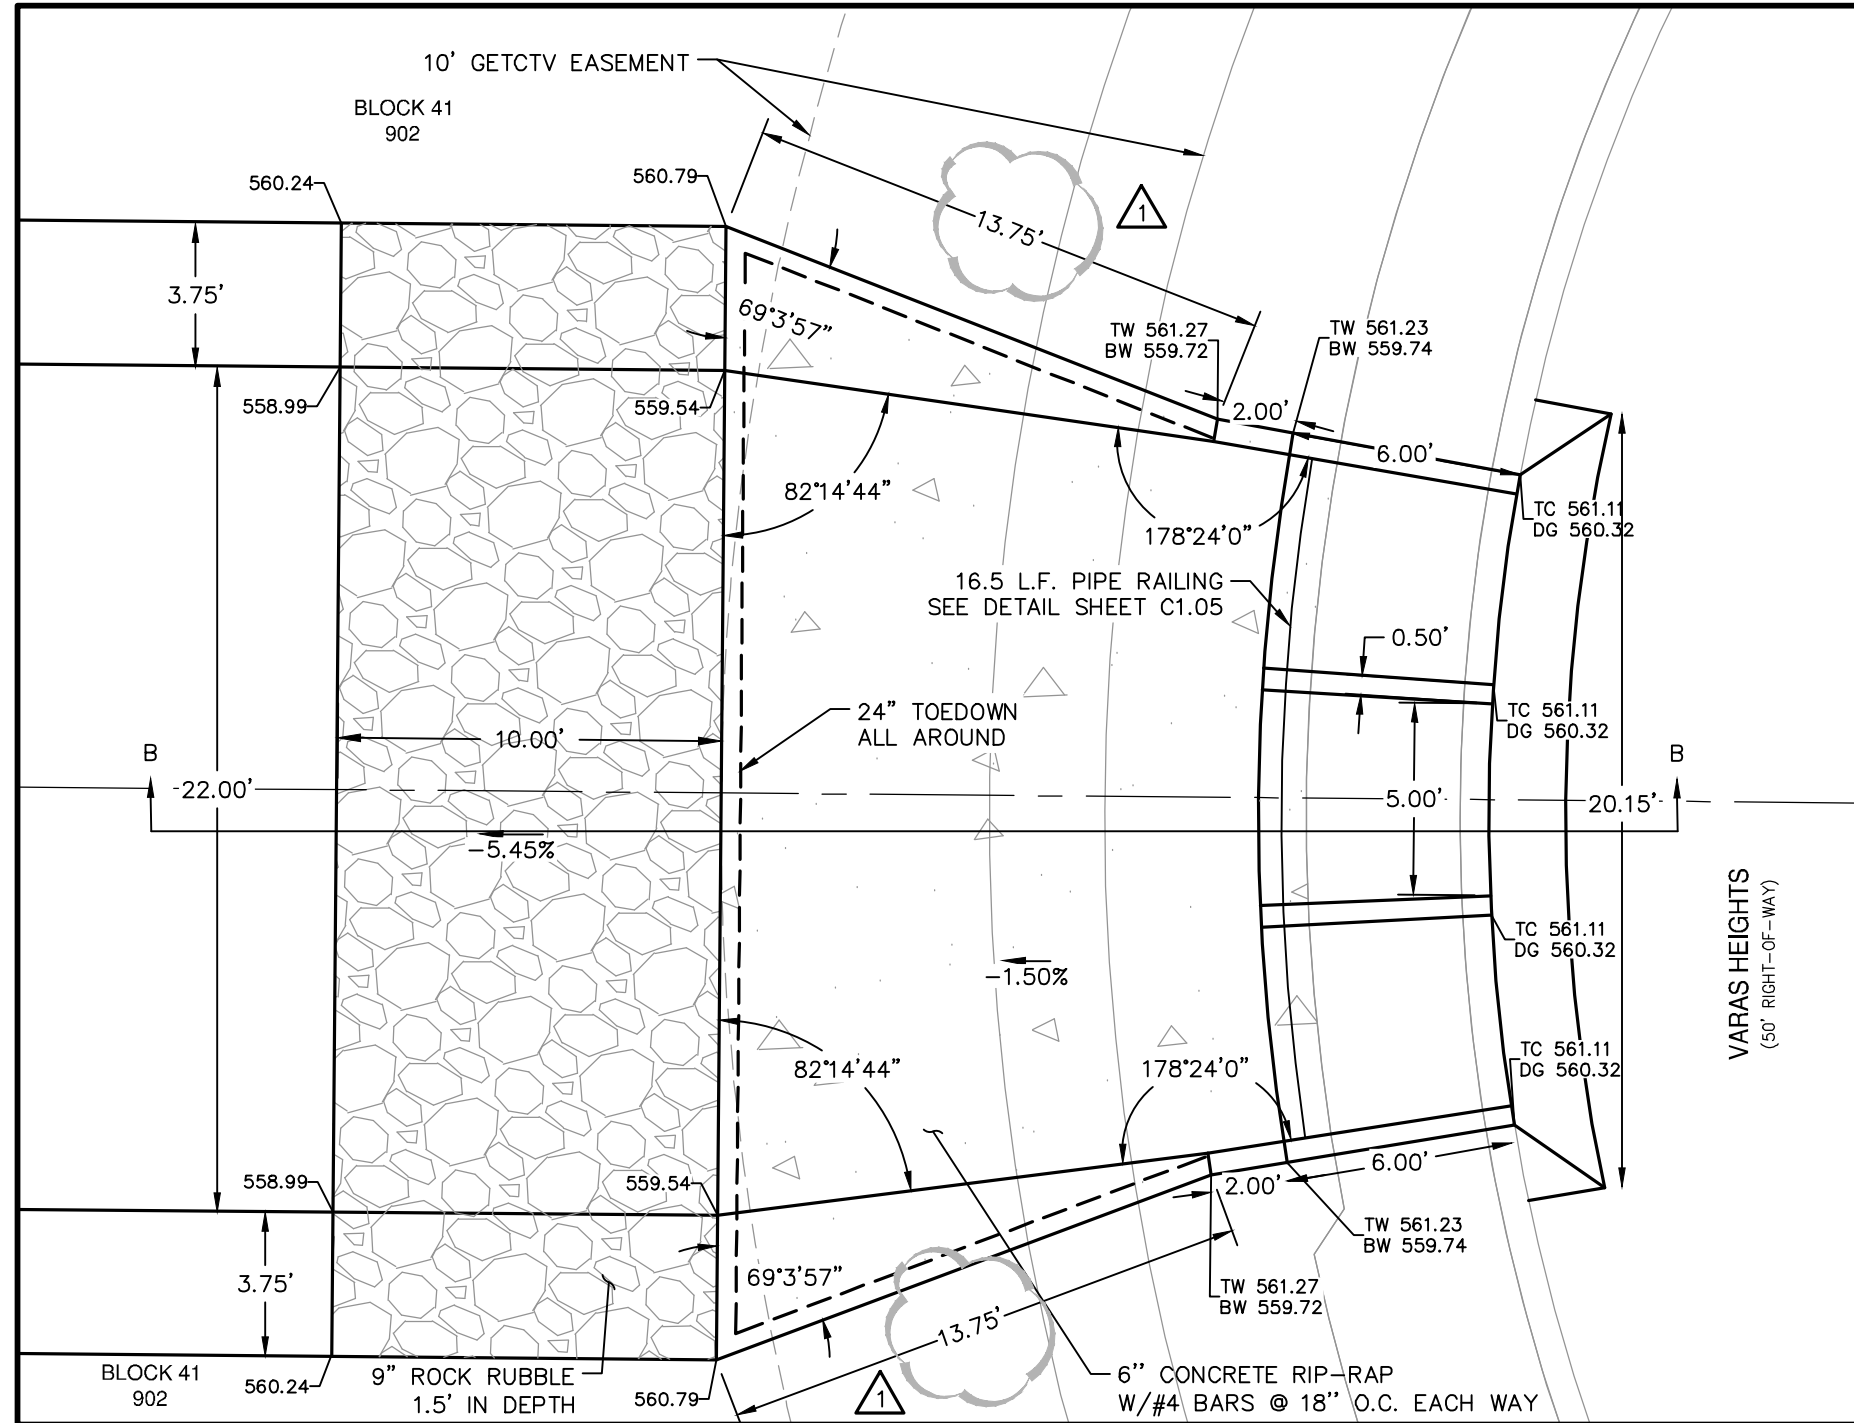 10' GETCTV EASEMENT
BLOCK 41
902
560.24
560.79
13.75'
1
3.75'
69°3'57"
TW 561.27
BW 559.72
TW 561.23
BW 559.74
558.99
559.54
2.00'
6.00'
82°14'44"
178°24'0"
TC 561.11
DG 560.32
16.5 L.F. PIPE RAILING
SEE DETAIL SHEET C1.05
0.50'
24" TOEDOWN
ALL AROUND
TC 561.11
DG 560.32
10.00'
B
B
22.00'
5.00'
20.15'
-5.45%
VARAS HEIGHTS
(50' RIGHT-OF-WAY)
TC 561.11
DG 560.32
-1.50%
82°14'44"
178°24'0"
TC 561.11
DG 560.32
558.99
559.54
2.00'
6.00'
TW 561.23
BW 559.74
3.75'
69°3'57"
TW 561.27
BW 559.72
13.75'
BLOCK 41
902
560.24
9" ROCK RUBBLE
1.5' IN DEPTH
560.79
1
6'' CONCRETE RIP-RAP
W/#4 BARS @ 18'' O.C. EACH WAY